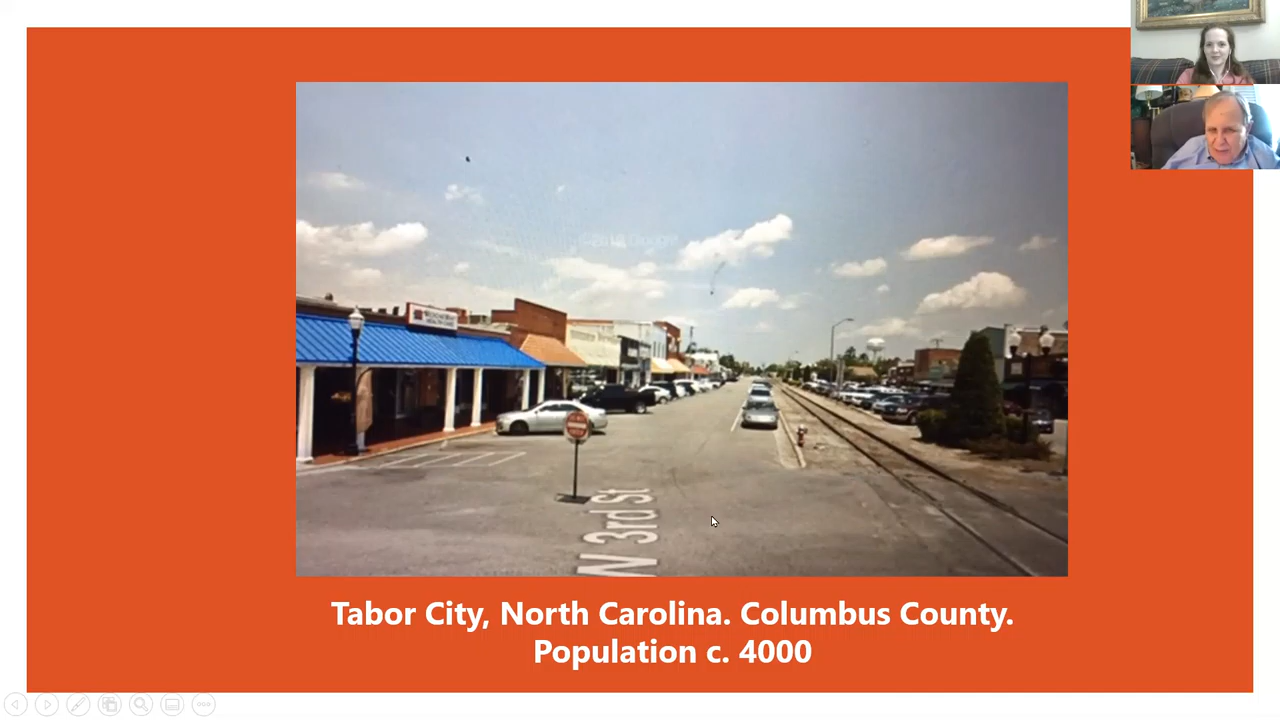 W 3rd St
Tabor City, North Carolina. Columbus County.
Population c. 4000